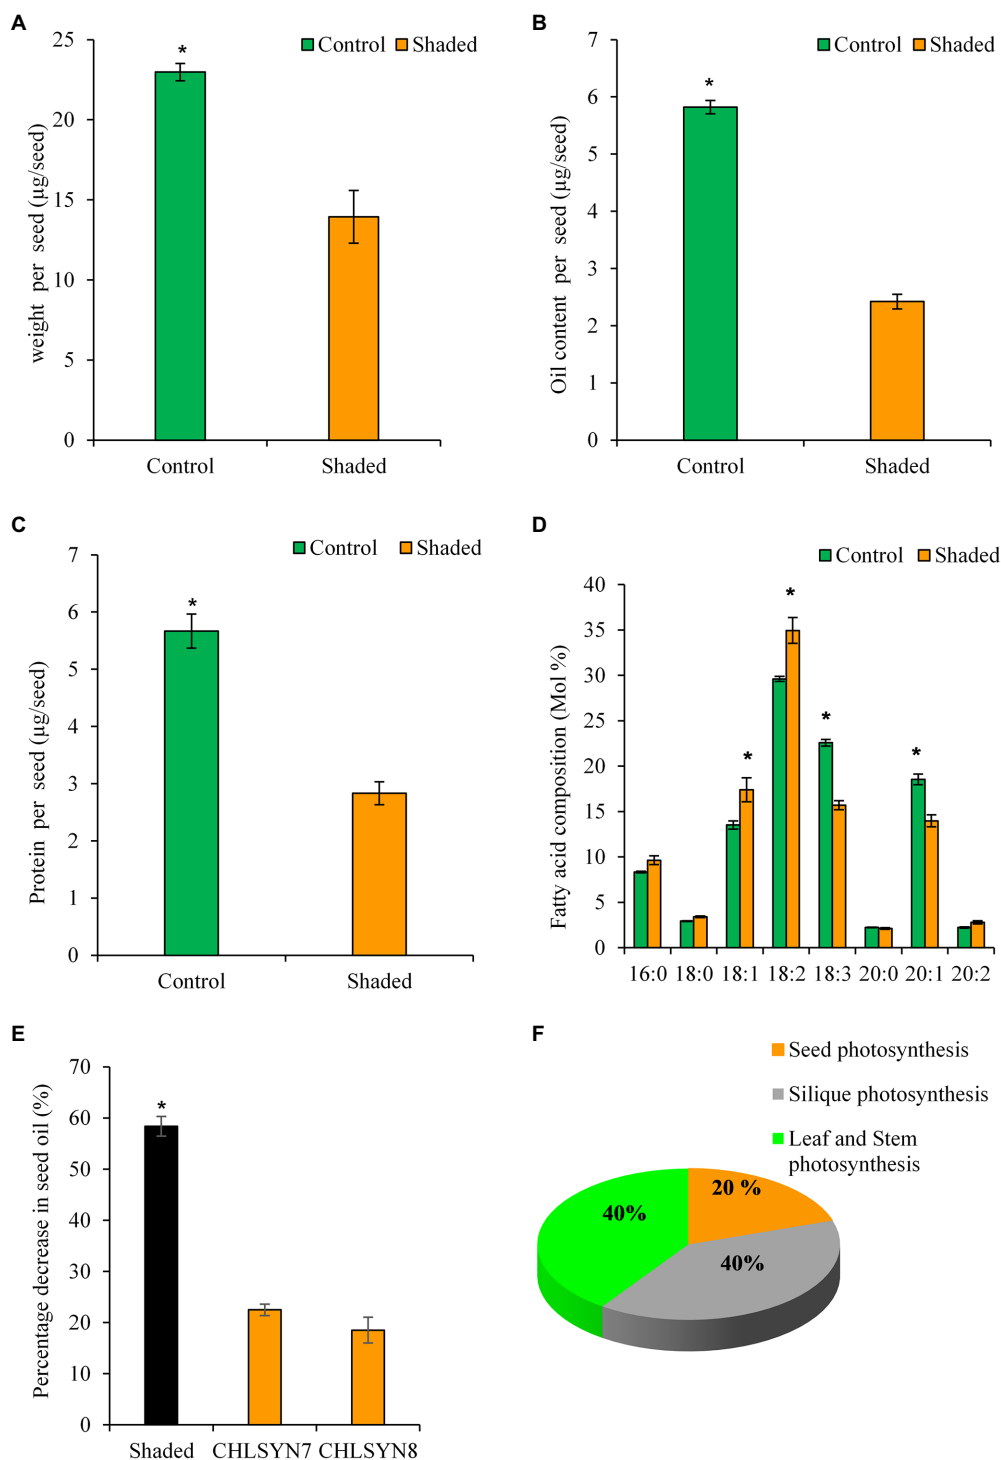 A
Control Shaded
*
25
20
15
10
5
0
weight per seed (µg/seed)
Control Shaded
B
Control Shaded
*
7
6
5
4
3
2
1
0
Oil content per seed (µg/seed)
Control Shaded
C
Control Shaded
*
7
6
5
4
3
2
1
0
Protein per seed (µg/seed)
Control Shaded
D
Control Shaded
40
35
30
25
20
15
10
5
0
* * * *
Fatty acid composition (Mol %)
16:0 18:0 18:1 18:2 18:3 20:0 20:1 20:2
E
*
70
60
50
40
30
20
10
0
Percentage decrease in seed oil (%)
Shaded CHLSYN7 CHLSYN8
F
Seed photosynthesis
Silique photosynthesis
Leaf and Stem
photosynthesis
20 %
40%
40%